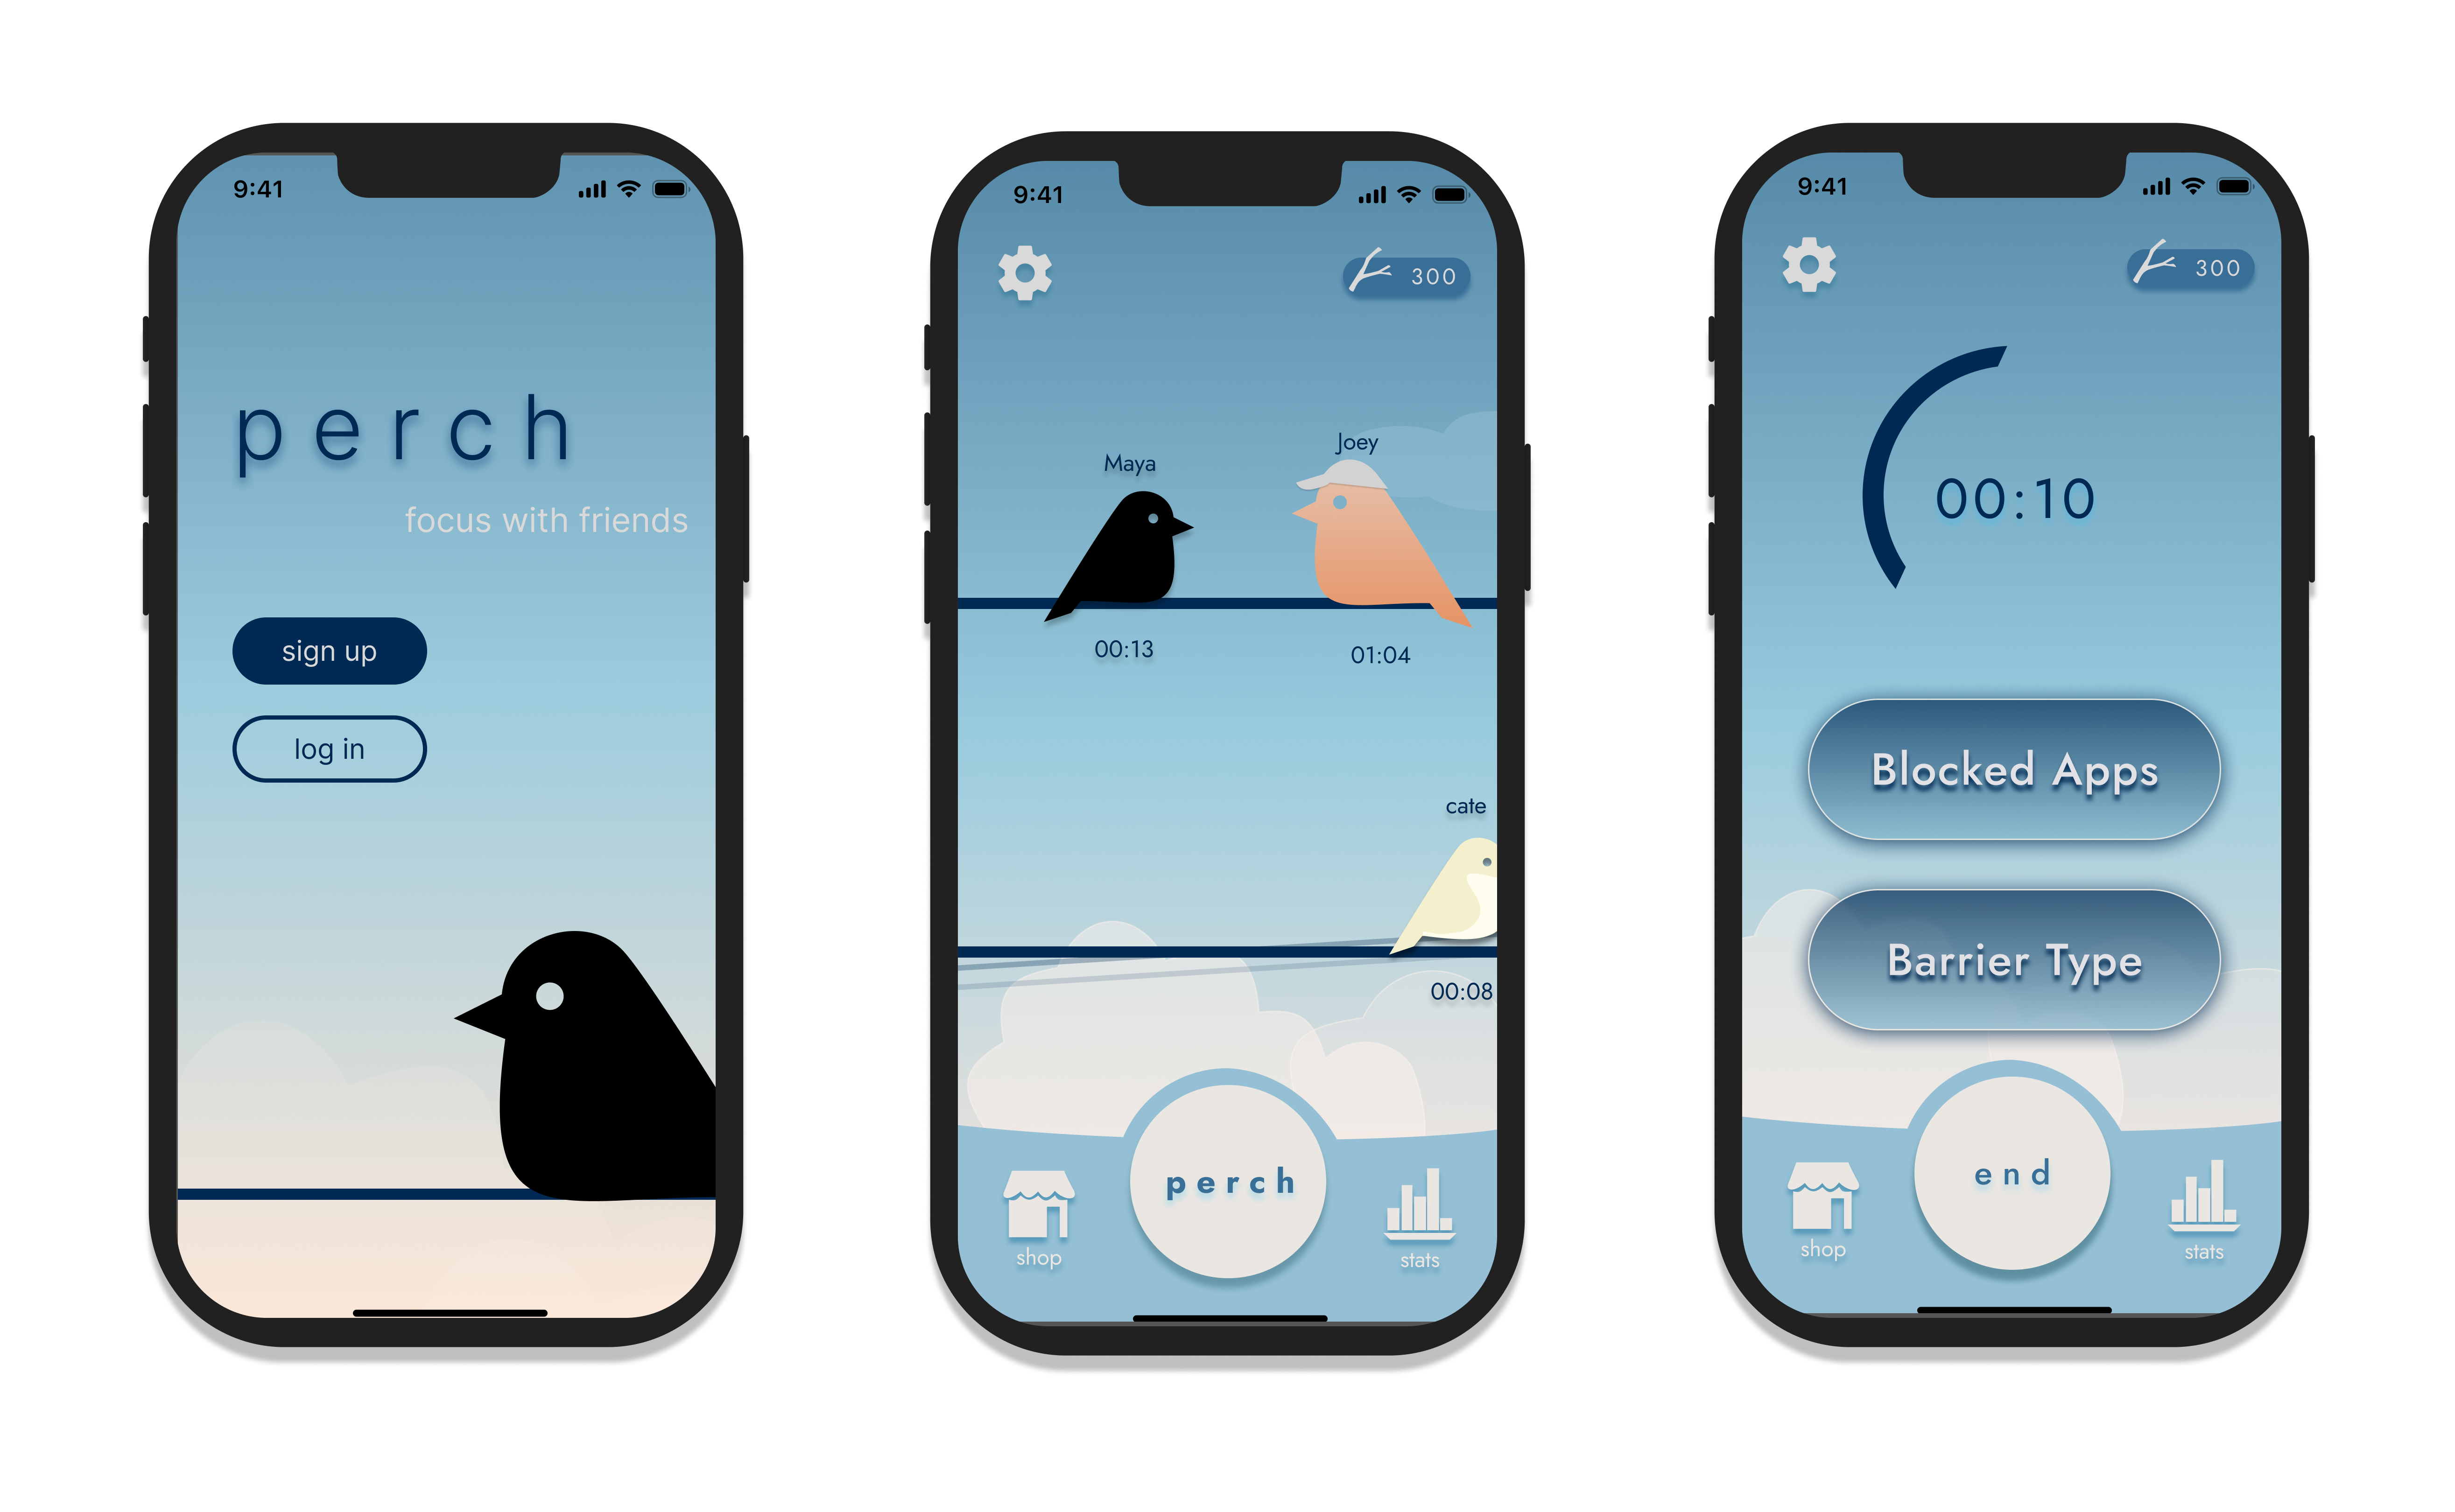 9:41
perch
focus with friends
sign up
log in
9:41
300
Maya
Joey
00:13
01:04
cate
00:08
perch
shop
stats
9:41
300
00:10
Blocked Apps
Barrier Type
end
shop
stats